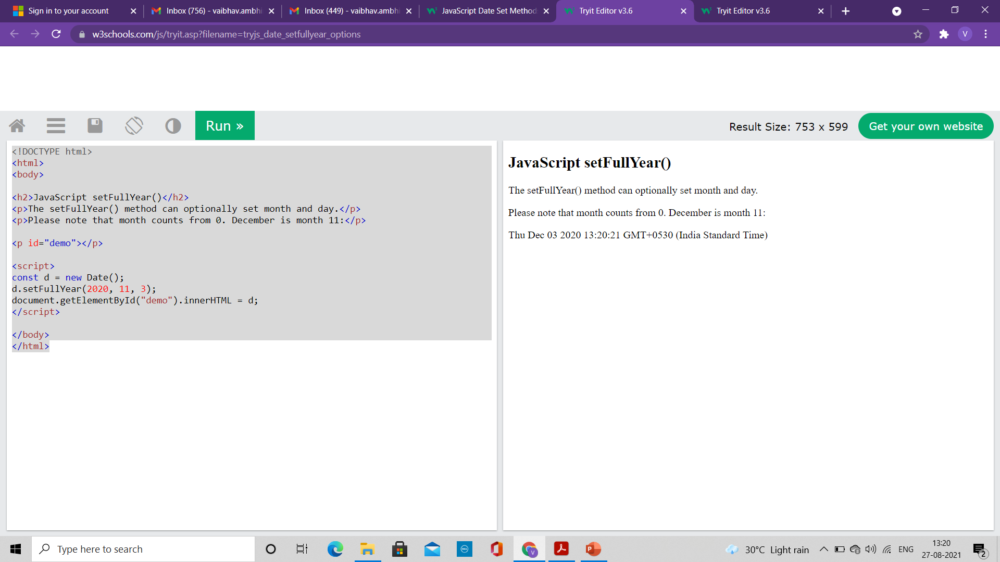 Sign in to your account
Inbox (756) - vaibhav.ambhi
Inbox (449) - vaibhav.ambhi
JavaScript Date Set Method
Tryit Editor v3.6
Tryit Editor v3.6
w3schools.com/js/tryit.asp?filename=tryjs_date_setfullyear_options
V
Run »
Result Size: 753 x 599
Get your own website
<!DOCTYPE html>
<html>
<body>
<h2>JavaScript setFullYear()</h2>
<p>The setFullYear() method can optionally set month and day.</p>
<p>Please note that month counts from 0. December is month 11:</p>
<p id="demo"></p>
<script>
const d = new Date();
d.setFullYear(2020, 11, 3);
document.getElementById("demo").innerHTML = d;
</script>
</body>
</html>
JavaScript setFullYear()
The setFullYear() method can optionally set month and day.
Please note that month counts from 0. December is month 11:
Thu Dec 03 2020 13:20:21 GMT+0530 (India Standard Time)
Type here to search
DELL
V
P
30°C Light rain
ENG
13:20
27-08-2021
2